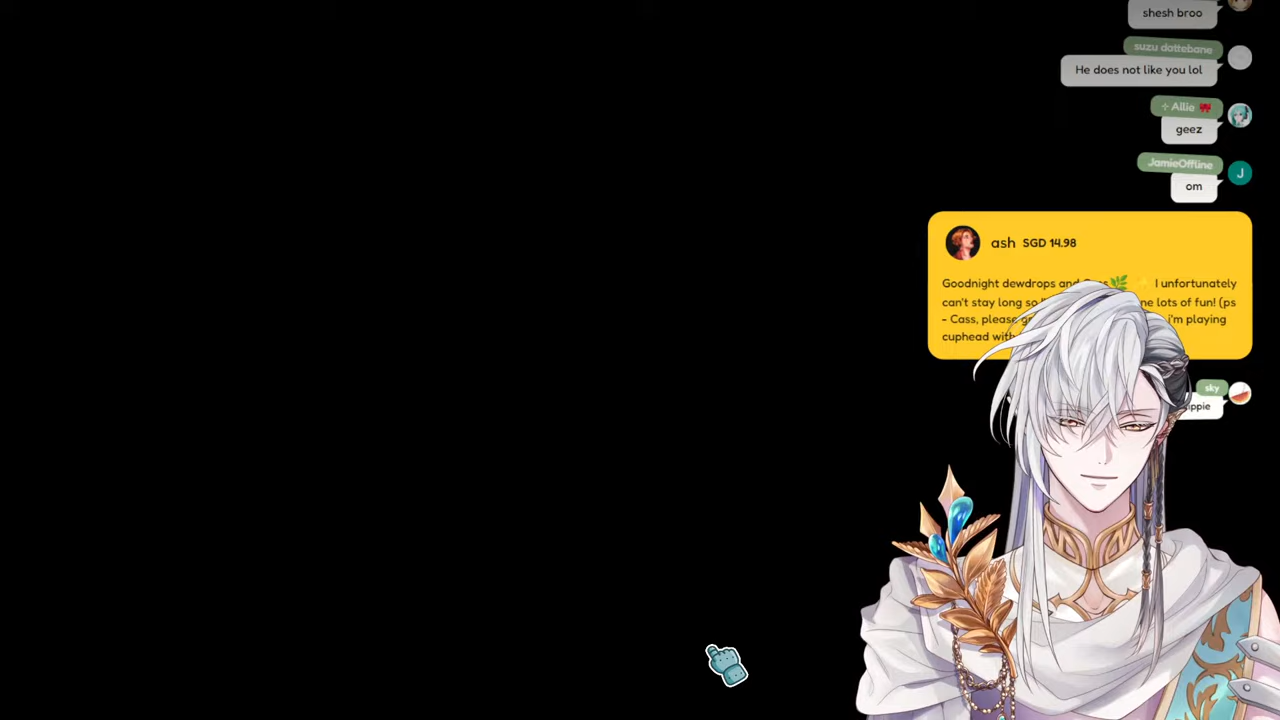 shesh broo
suzu dattebane
He does not like you lol
Allie
geez
JamieOffline
J
om
ash SGD 14.98
Goodnight dewdrops and I unfortunately
can't stay long so lots of fun! (ps
- Cass, please i'm playing
cuphead
sky